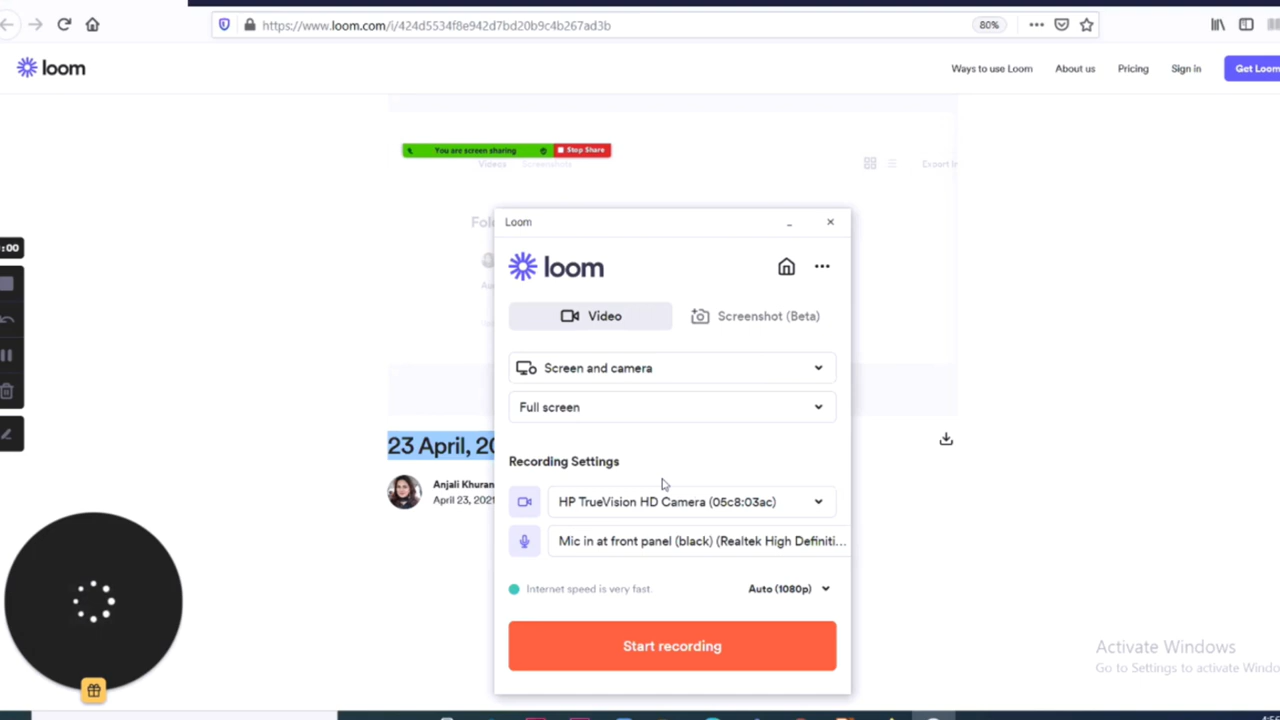 https://www.loom.com/i/424d5534f8e942d7bd20b9c4b267ad3b
80%
loom
Ways to use Loom
About us
Pricing
Sign in
Get Loom
You are screen sharing
Stop Share
Videos
Screenshots
Export
Loom
:00
loom
Video
Screenshot (Beta)
Screen and camera
Full screen
23 April, 20
Recording Settings
Anjali Khuran
April 23, 2021
HP TrueVision HD Camera (05c8:03ac)
Mic in at front panel (black) (Realtek High Definiti...
Internet speed is very fast.
Auto (1080p)
Start recording
Activate Windows
Go to Settings to activate Windo